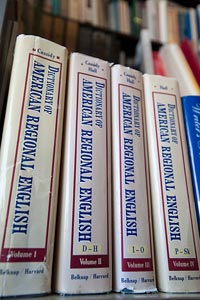 Cassidy
DICTIONARY OF
AMERICAN REGIONAL ENGLISH
Volume I
Belknap / Harvard
Cassidy
Hall
DICTIONARY OF
AMERICAN REGIONAL ENGLISH
D-H
Volume II
Belknap / Harvard
Cassidy
Hall
DICTIONARY OF
AMERICAN REGIONAL ENGLISH
I-O
Volume III
Belknap / Harvard
Hall
DICTIONARY OF
AMERICAN REGIONAL ENGLISH
P-Sk
Volume IV
Belknap / Harvard